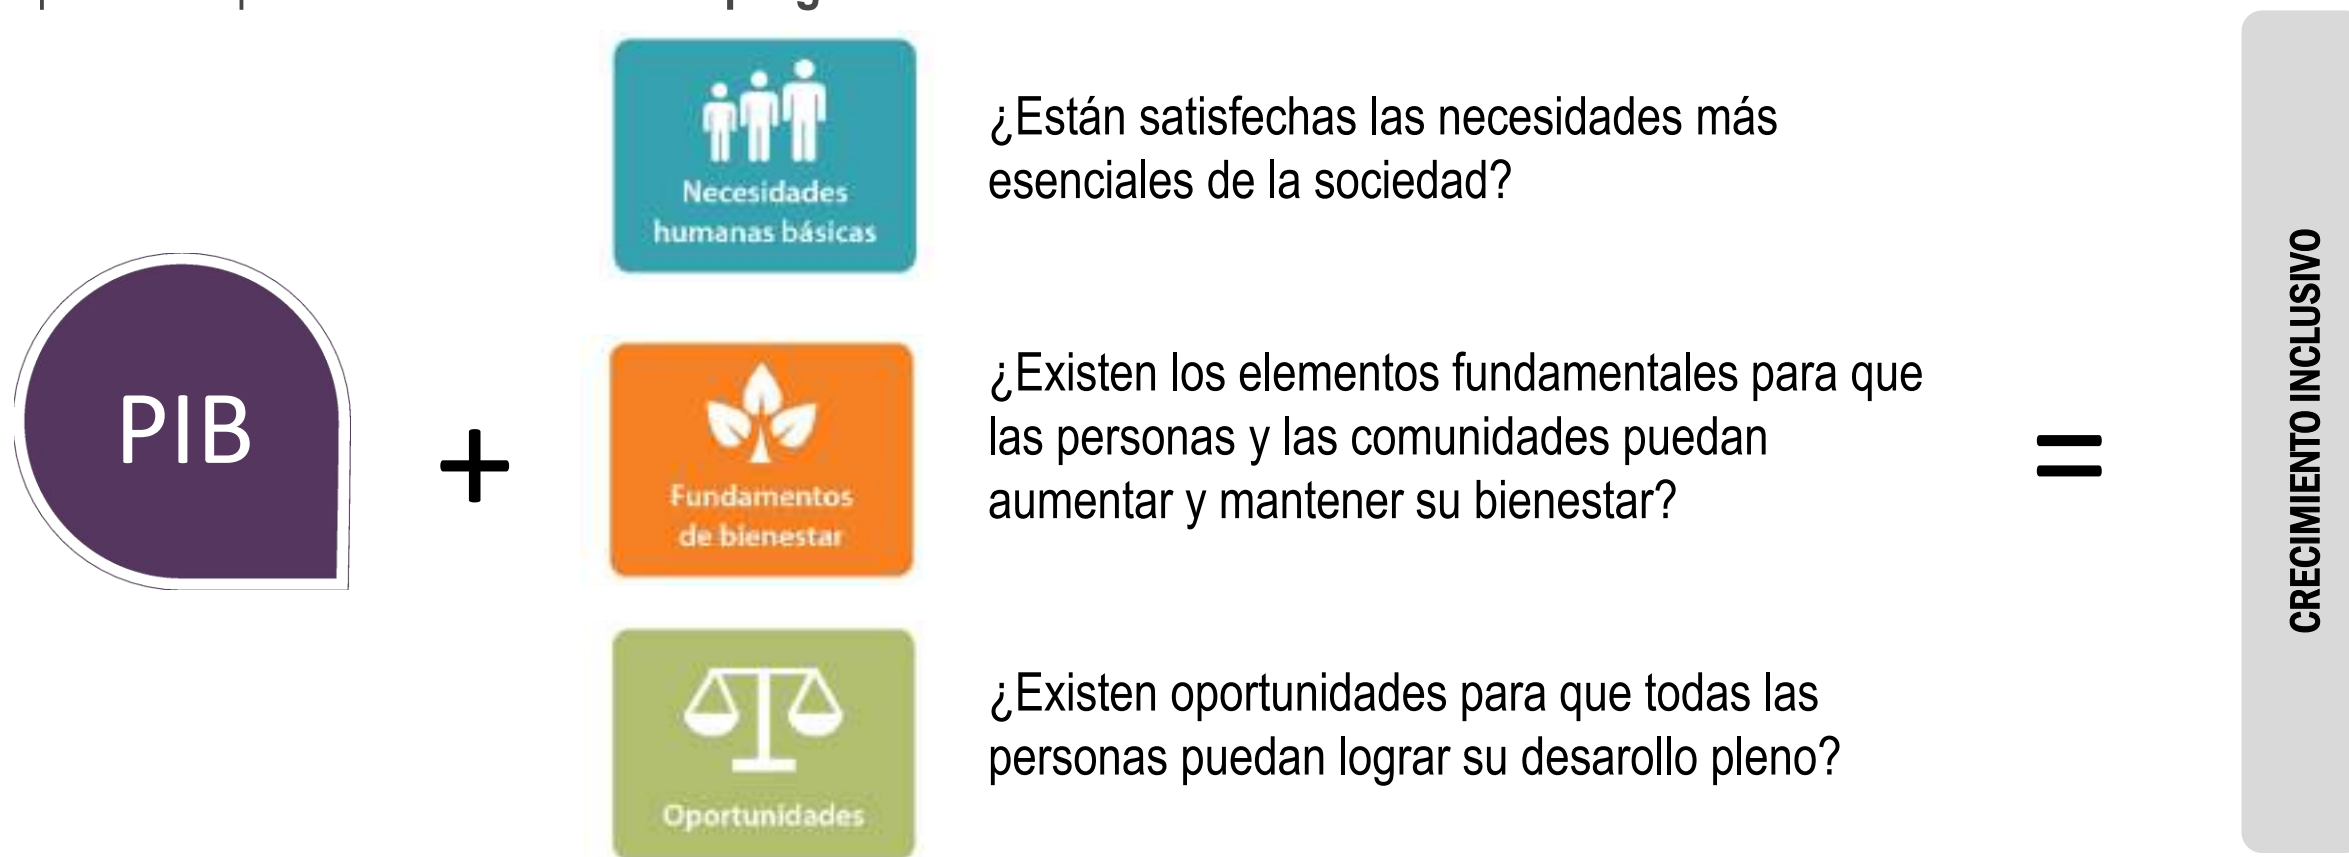 PIB
+
Necesidades
humanas básicas
¿Están satisfechas las necesidades más
esenciales de la sociedad?
Fundamentos
de bienestar
¿Existen los elementos fundamentales para que
las personas y las comunidades puedan
aumentar y mantener su bienestar?
Oportunidades
¿Existen oportunidades para que todas las
personas puedan lograr su desarollo pleno?
=
CRECIMIENTO INCLUSIVO